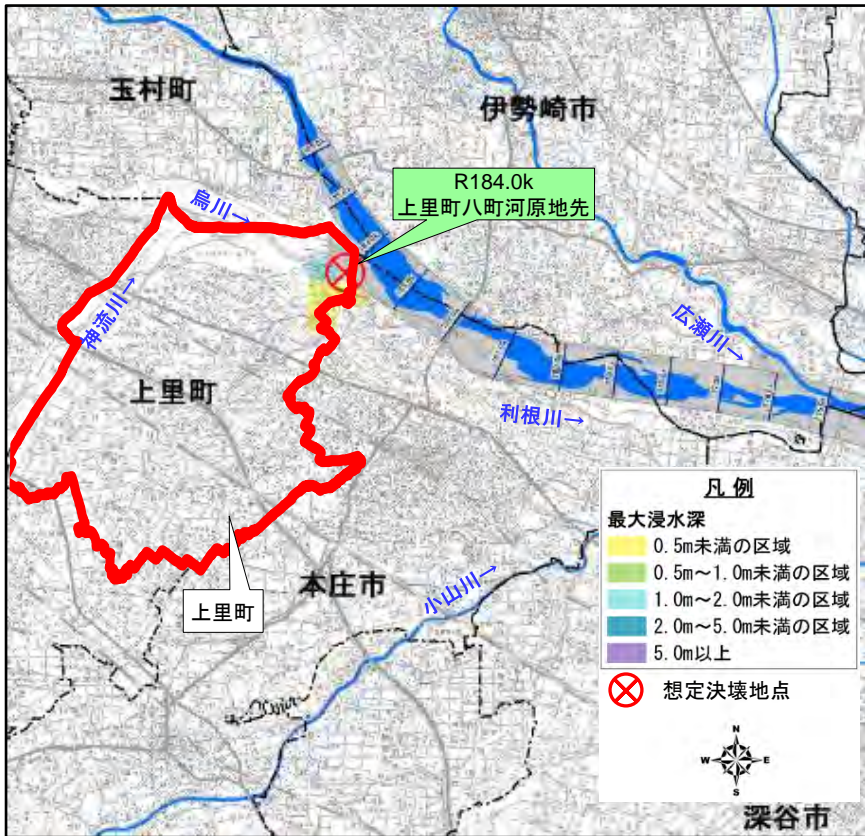 玉村町
伊勢崎市
R184.0k
上里町八町河原地先
烏川→
神流川→
広瀬川→
上里町
利根川→
凡例
最大浸水深
0.5m未満の区域
0.5m～1.0m未満の区域
1.0m～2.0m未満の区域
2.0m～5.0m未満の区域
5.0m以上
想定決壊地点
本庄市
小山川→
上里町
N
W
E
S
深谷市